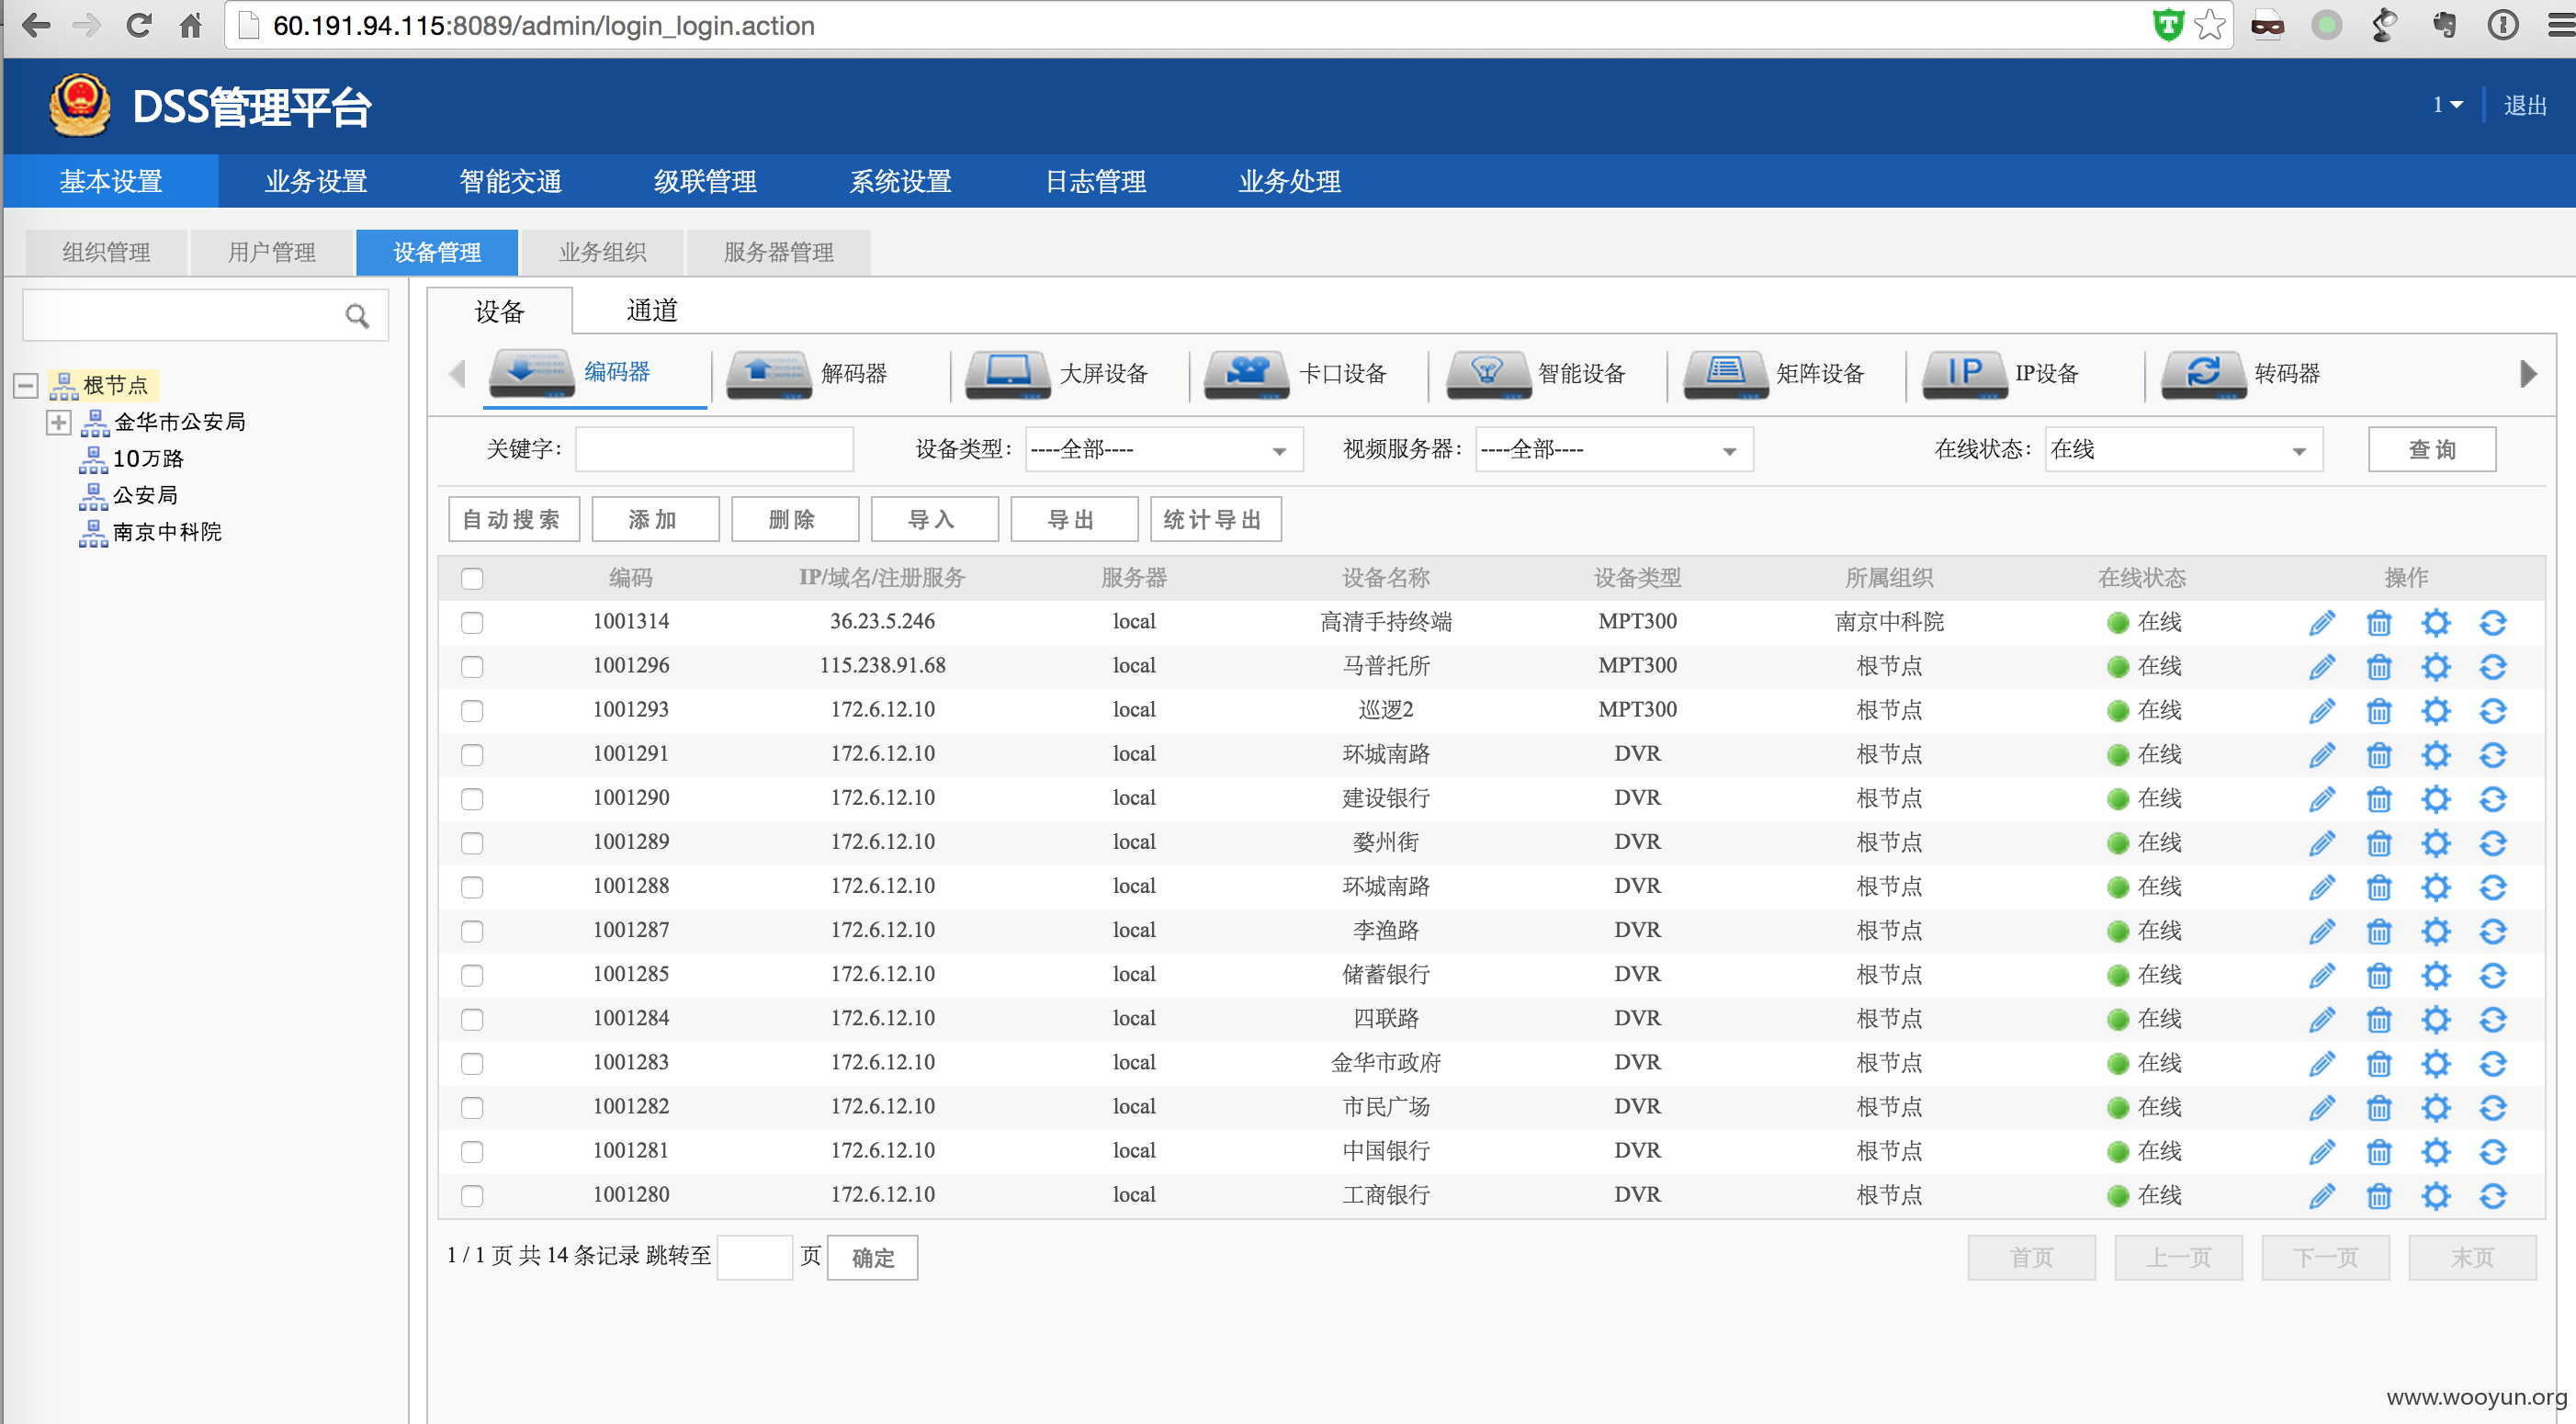 60.191.94.115:8089/admin/login_login.action
DSS管理平台
1 退出
基本设置 业务设置 智能交通 级联管理 系统设置 日志管理 业务处理
组织管理 用户管理 设备管理 业务组织 服务器管理
根节点
金华市公安局
10万路
公安局
南京中科院
设备 通道
编码器 解码器 大屏设备 卡口设备 智能设备 矩阵设备 IP IP设备 转码器
关键字: 设备类型: ----全部---- 视频服务器: ----全部---- 在线状态: 在线 查询
自动搜索 添加 删除 导入 导出 统计导出
编码 IP/域名/注册服务 服务器 设备名称 设备类型 所属组织 在线状态 操作
1001314 36.23.5.246 local 高清手持终端 MPT300 南京中科院 在线
1001296 115.238.91.68 local 马普托所 MPT300 根节点 在线
1001293 172.6.12.10 local 巡逻2 MPT300 根节点 在线
1001291 172.6.12.10 local 环城南路 DVR 根节点 在线
1001290 172.6.12.10 local 建设银行 DVR 根节点 在线
1001289 172.6.12.10 local 婺州街 DVR 根节点 在线
1001288 172.6.12.10 local 环城南路 DVR 根节点 在线
1001287 172.6.12.10 local 李渔路 DVR 根节点 在线
1001285 172.6.12.10 local 储蓄银行 DVR 根节点 在线
1001284 172.6.12.10 local 四联路 DVR 根节点 在线
1001283 172.6.12.10 local 金华市政府 DVR 根节点 在线
1001282 172.6.12.10 local 市民广场 DVR 根节点 在线
1001281 172.6.12.10 local 中国银行 DVR 根节点 在线
1001280 172.6.12.10 local 工商银行 DVR 根节点 在线
1 / 1 页 共 14 条记录 跳转至 页 确定 首页 上一页 下一页 末页
www.wooyun.org